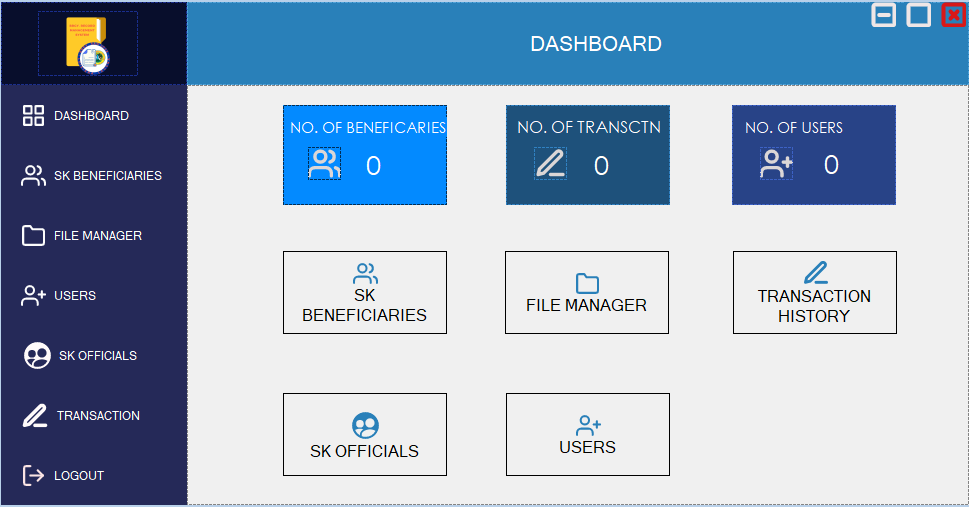 DASHBOARD
DASHBOARD
SK BENEFICIARIES
FILE MANAGER
USERS
SK OFFICIALS
TRANSACTION
LOGOUT
NO. OF BENEFICARIES
0
NO. OF TRANSCTN
0
NO. OF USERS
0
SK
BENEFICIARIES
FILE MANAGER
TRANSACTION
HISTORY
SK OFFICIALS
USERS